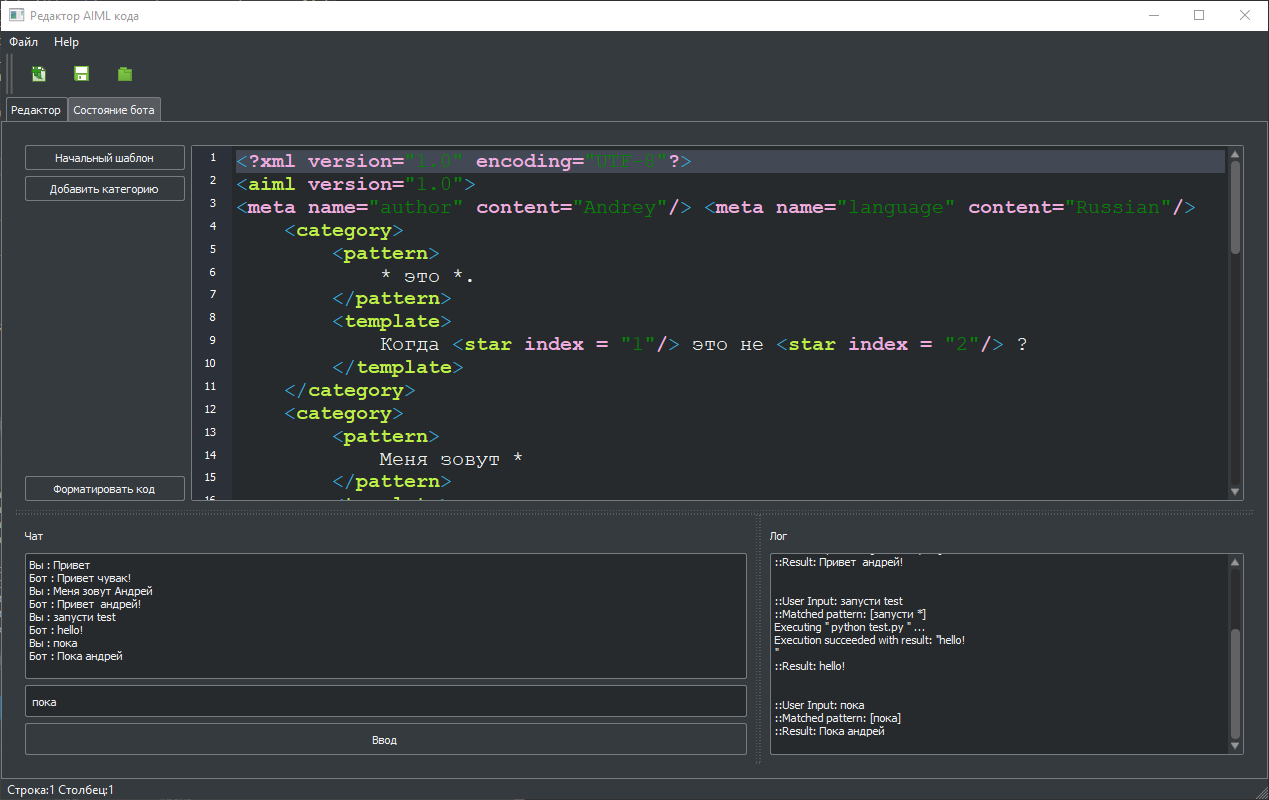 Редактор AIML кода
Файл Help
Редактор Состояние бота
Начальный шаблон
Добавить категорию
Форматировать код
1 <?xml version="1.0" encoding="UTF-8"?>
2 <aiml version="1.0">
3 <meta name="author" content="Andrey"/> <meta name="language" content="Russian"/>
4 <category>
5 <pattern>
6 * это *.
7 </pattern>
8 <template>
9 Когда <star index = "1"/> это не <star index = "2"/> ?
10 </template>
11 </category>
12 <category>
13 <pattern>
14 Меня зовут *
15 </pattern>
16
Чат
Вы : Привет
Бот : Привет чувак!
Вы : Меня зовут Андрей
Бот : Привет  андрей!
Вы : запусти test
Бот : hello!
Вы : пока
Бот : Пока андрей
пока
Ввод
Лог
::Result: Привет  андрей!
::User Input: запусти test
::Matched pattern: [запусти *]
Executing " python test.py " ...
Execution succeeded with result: "hello!
"
::Result: hello!
::User Input: пока
::Matched pattern: [пока]
::Result: Пока андрей
Строка:1 Столбец:1